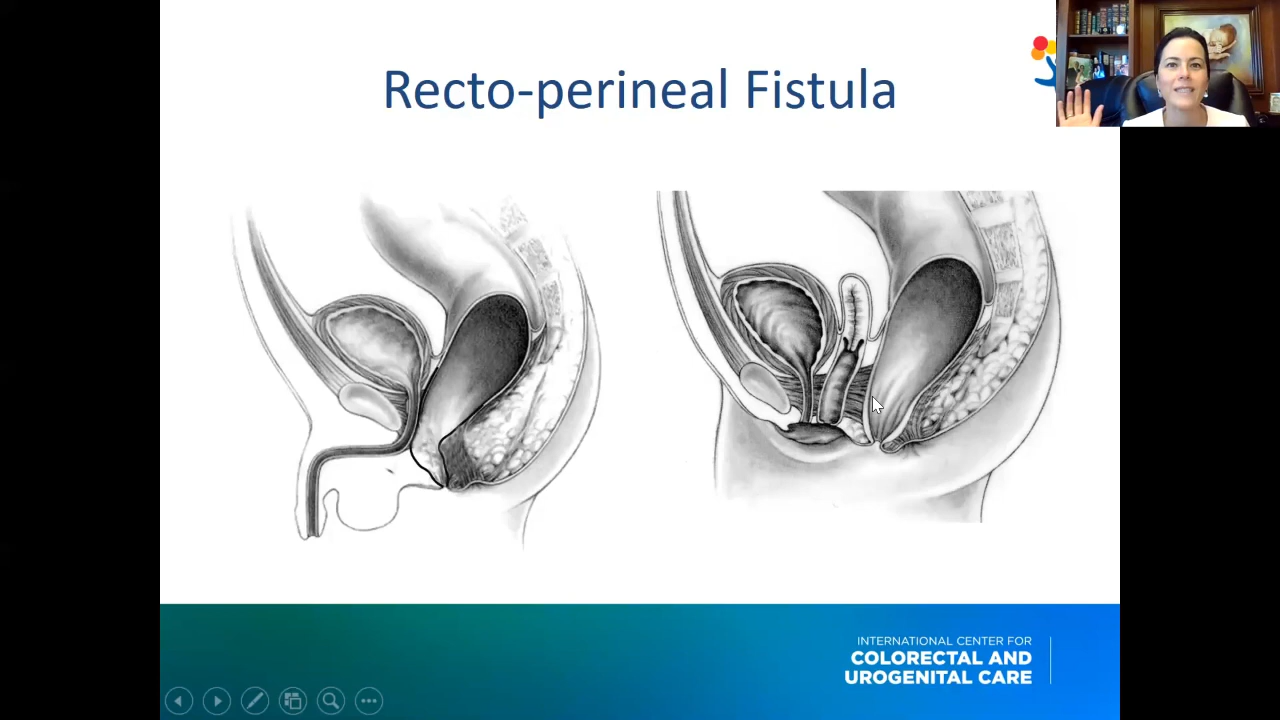 Recto-perineal Fistula
INTERNATIONAL CENTER FOR
COLORECTAL AND
UROGENITAL CARE